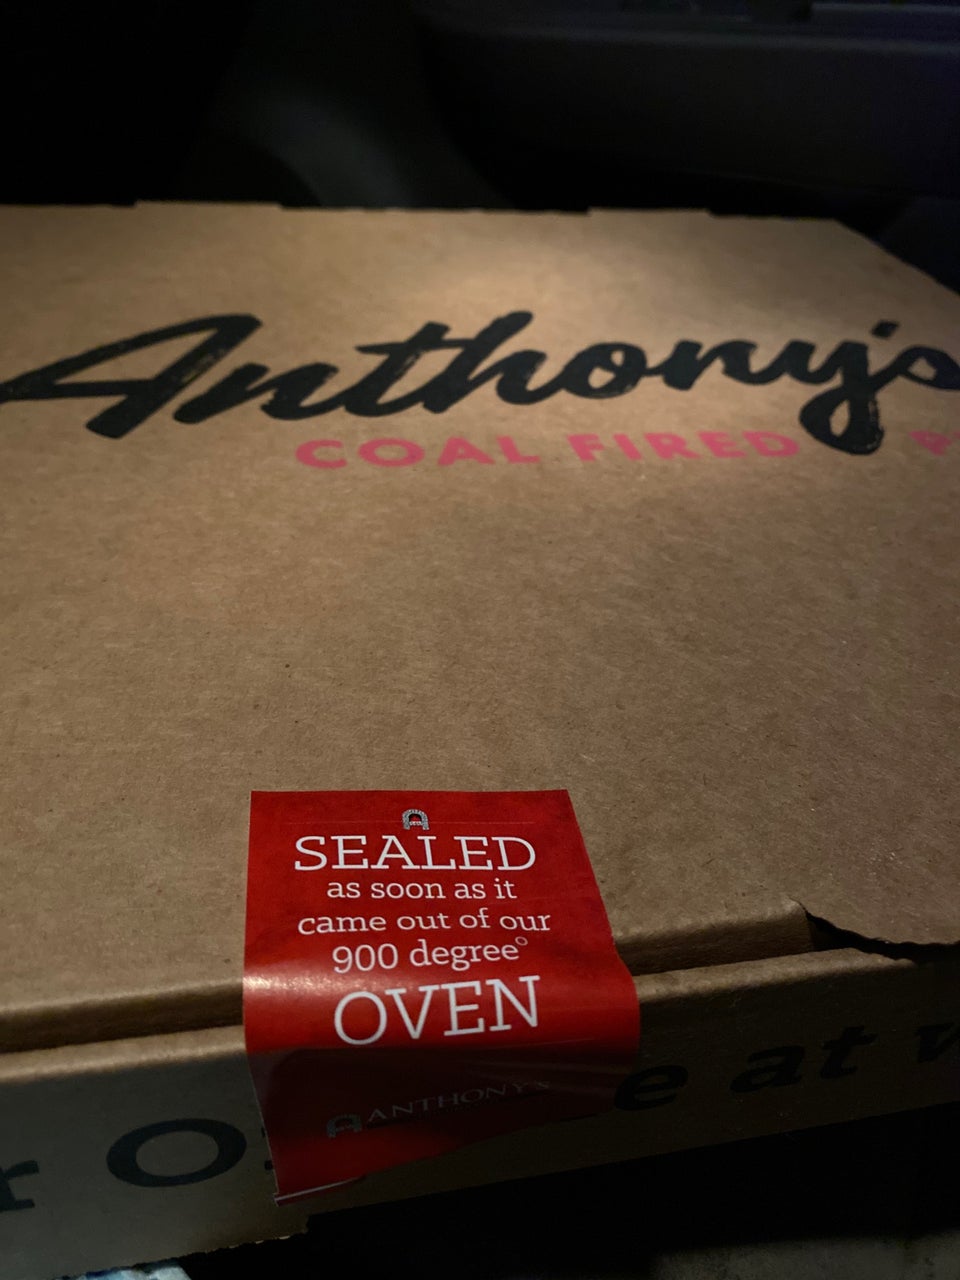 Anthony's
COAL FIRED
SEALED
as soon as it
came out of our
900 degree°
OVEN
ANTHONY's
at